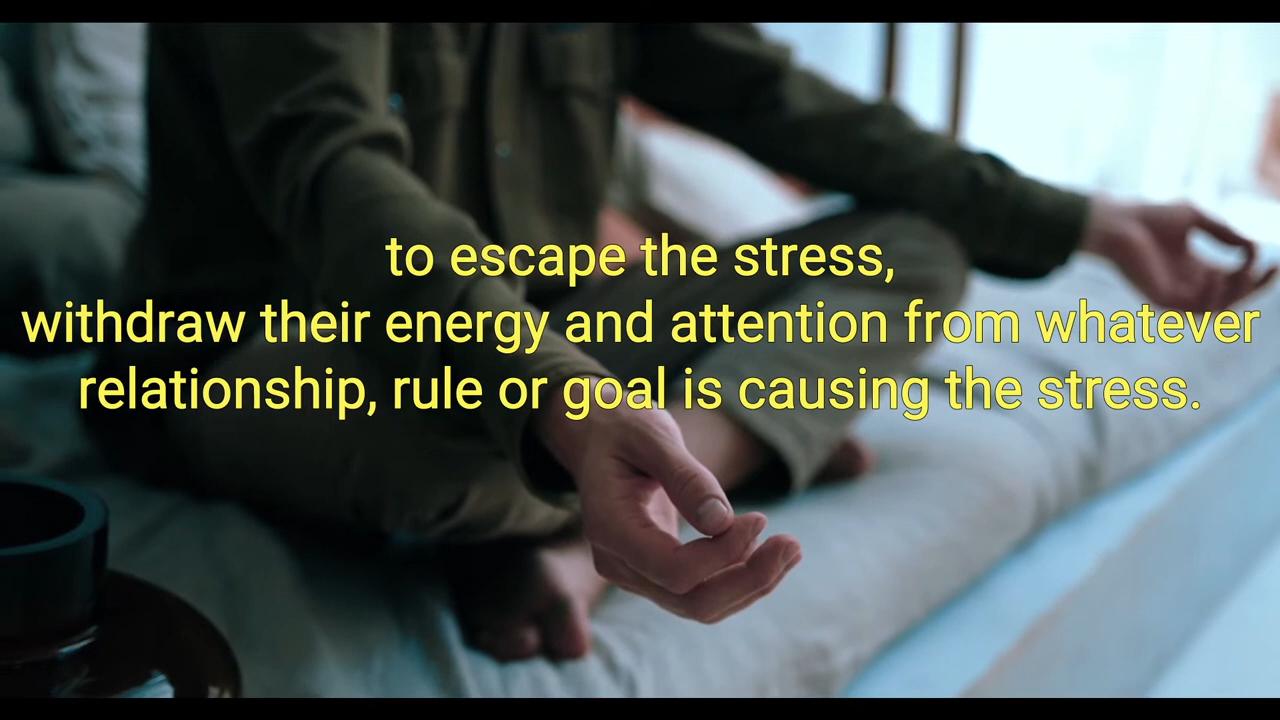 to escape the stress,
withdraw their energy and attention from whatever
relationship, rule or goal is causing the stress.